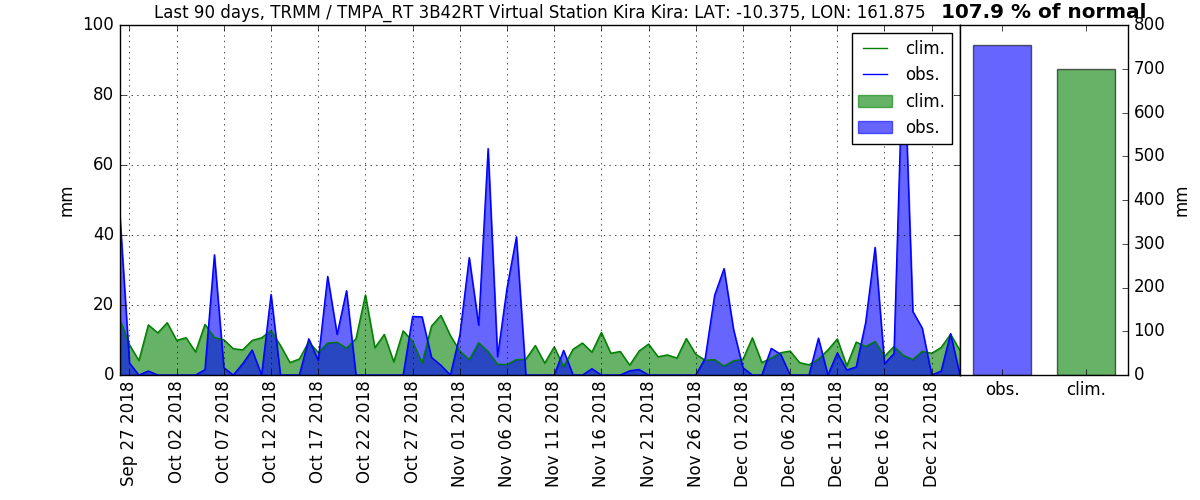 Last 90 days, TRMM / TMPA_RT 3B42RT Virtual Station Kira Kira: LAT: -10.375, LON: 161.875 107.9 % of normal
100
80
60
40
20
0
mm
clim.
obs.
clim.
obs.
800
700
600
500
400
300
200
100
0
mm
Sep 27 2018
Oct 02 2018
Oct 07 2018
Oct 12 2018
Oct 17 2018
Oct 22 2018
Oct 27 2018
Nov 01 2018
Nov 06 2018
Nov 11 2018
Nov 16 2018
Nov 21 2018
Nov 26 2018
Dec 01 2018
Dec 06 2018
Dec 11 2018
Dec 16 2018
Dec 21 2018
obs.
clim.